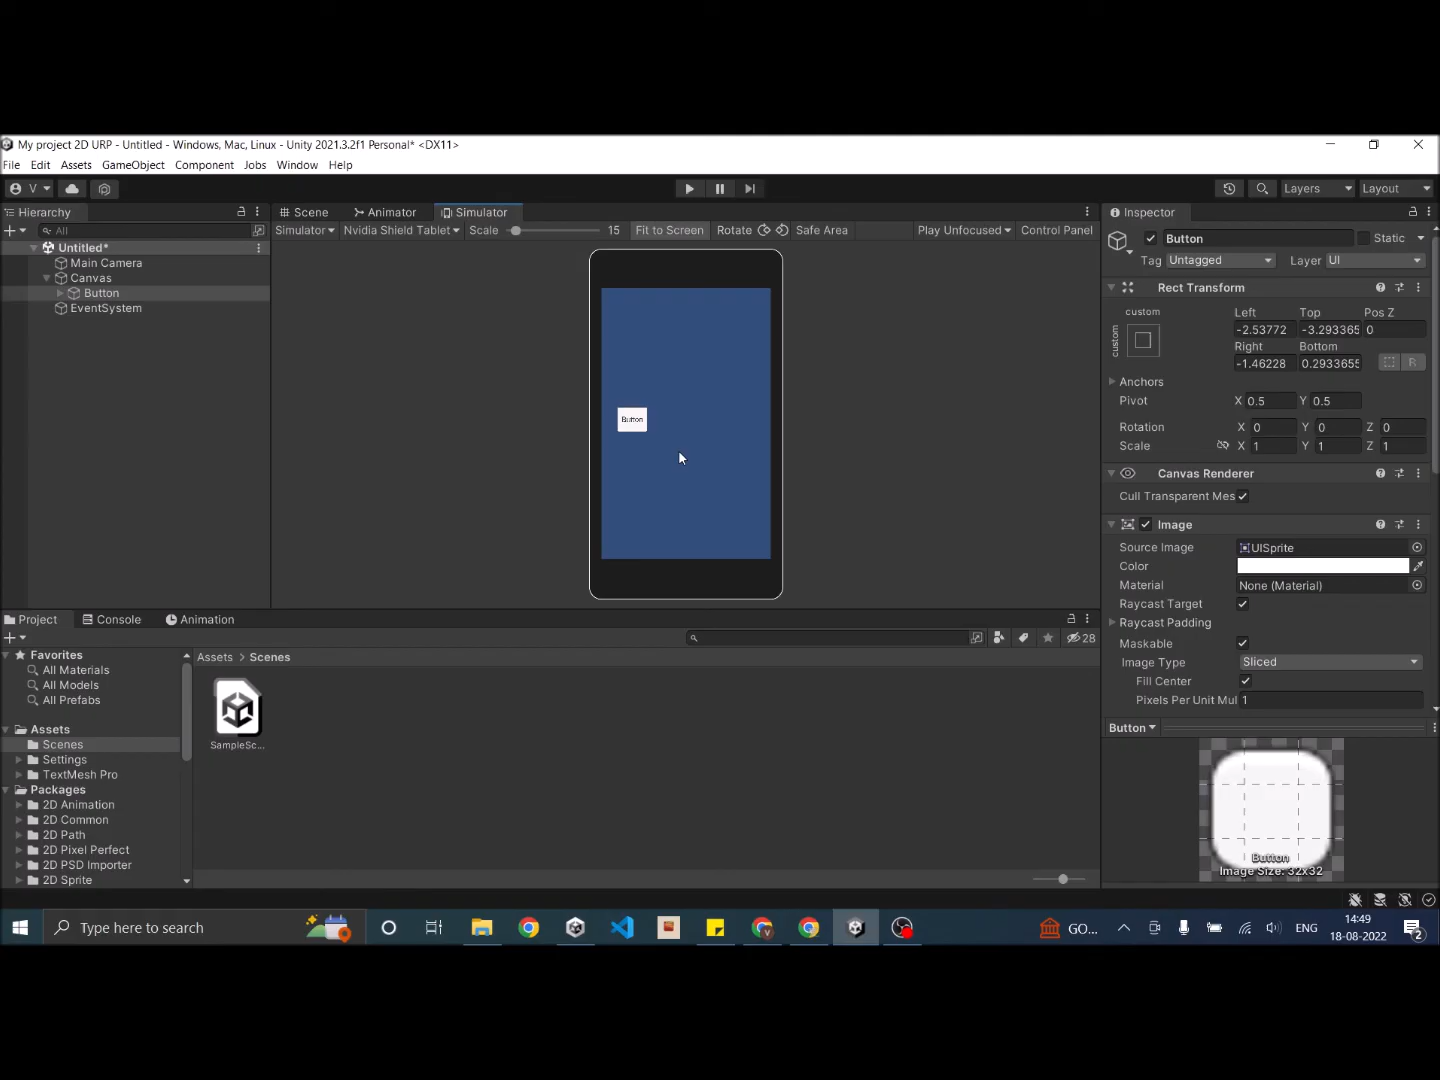 My project 2D URP - Untitled - Windows, Mac, Linux - Unity 2021.3.2f1 Personal* <DX11>
File Edit Assets GameObject Component Jobs Window Help
V Layers Layout
Hierarchy
All
Untitled*
Main Camera
Canvas
Button
EventSystem
Scene Animator Simulator
Simulator Nvidia Shield Tablet Scale 15 Fit to Screen Rotate Safe Area Play Unfocused Control Panel
Button
Inspector
Button Static
Tag Untagged Layer UI
Rect Transform
custom Left Top Pos Z
custom -2.53772 -3.293365 0
Right Bottom
-1.46228 0.2933655 R
Anchors
Pivot X 0.5 Y 0.5
Rotation X 0 Y 0 Z 0
Scale X 1 Y 1 Z 1
Canvas Renderer
Cull Transparent Mes
Image
Source Image UISprite
Color
Material None (Material)
Raycast Target
Raycast Padding
Maskable
Image Type Sliced
Fill Center
Pixels Per Unit Mul 1
Button
Button
Image Size: 32x32
Project Console Animation
28
Favorites
All Materials
All Models
All Prefabs
Assets
Scenes
Settings
TextMesh Pro
Packages
2D Animation
2D Common
2D Path
2D Pixel Perfect
2D PSD Importer
2D Sprite
Assets > Scenes
SampleSc...
Type here to search
GO... ENG
14:49
18-08-2022
2